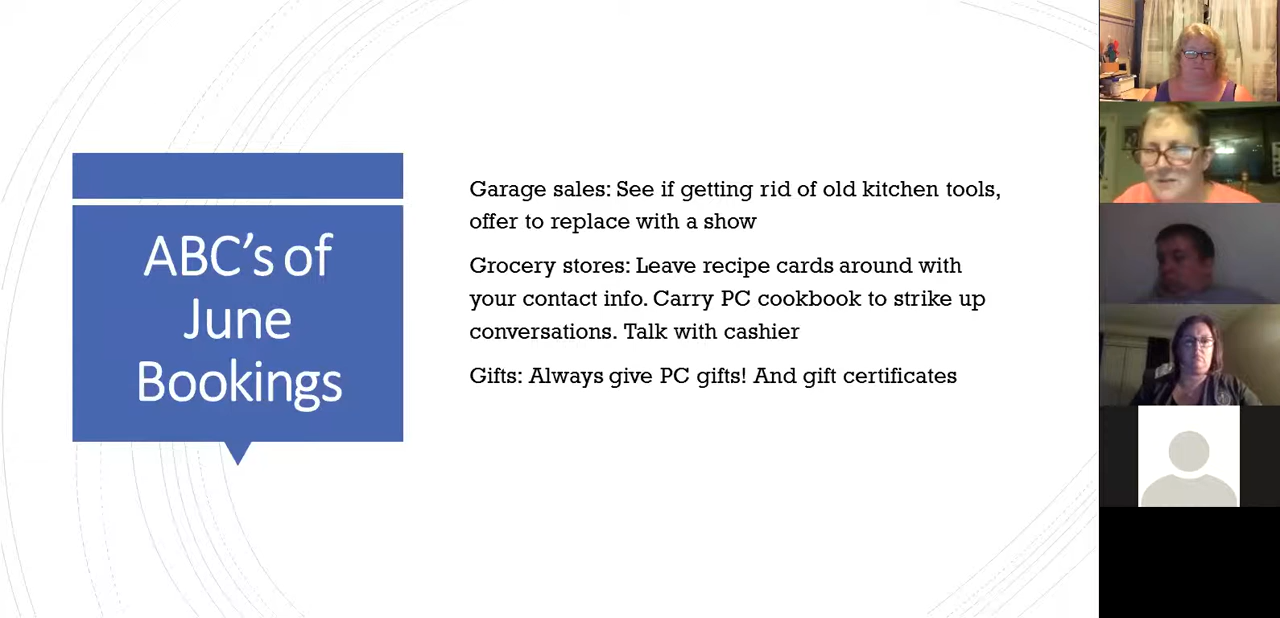 ABC’s of
June
Bookings
Garage sales: See if getting rid of old kitchen tools,
offer to replace with a show
Grocery stores: Leave recipe cards around with
your contact info. Carry PC cookbook to strike up
conversations. Talk with cashier
Gifts: Always give PC gifts! And gift certificates